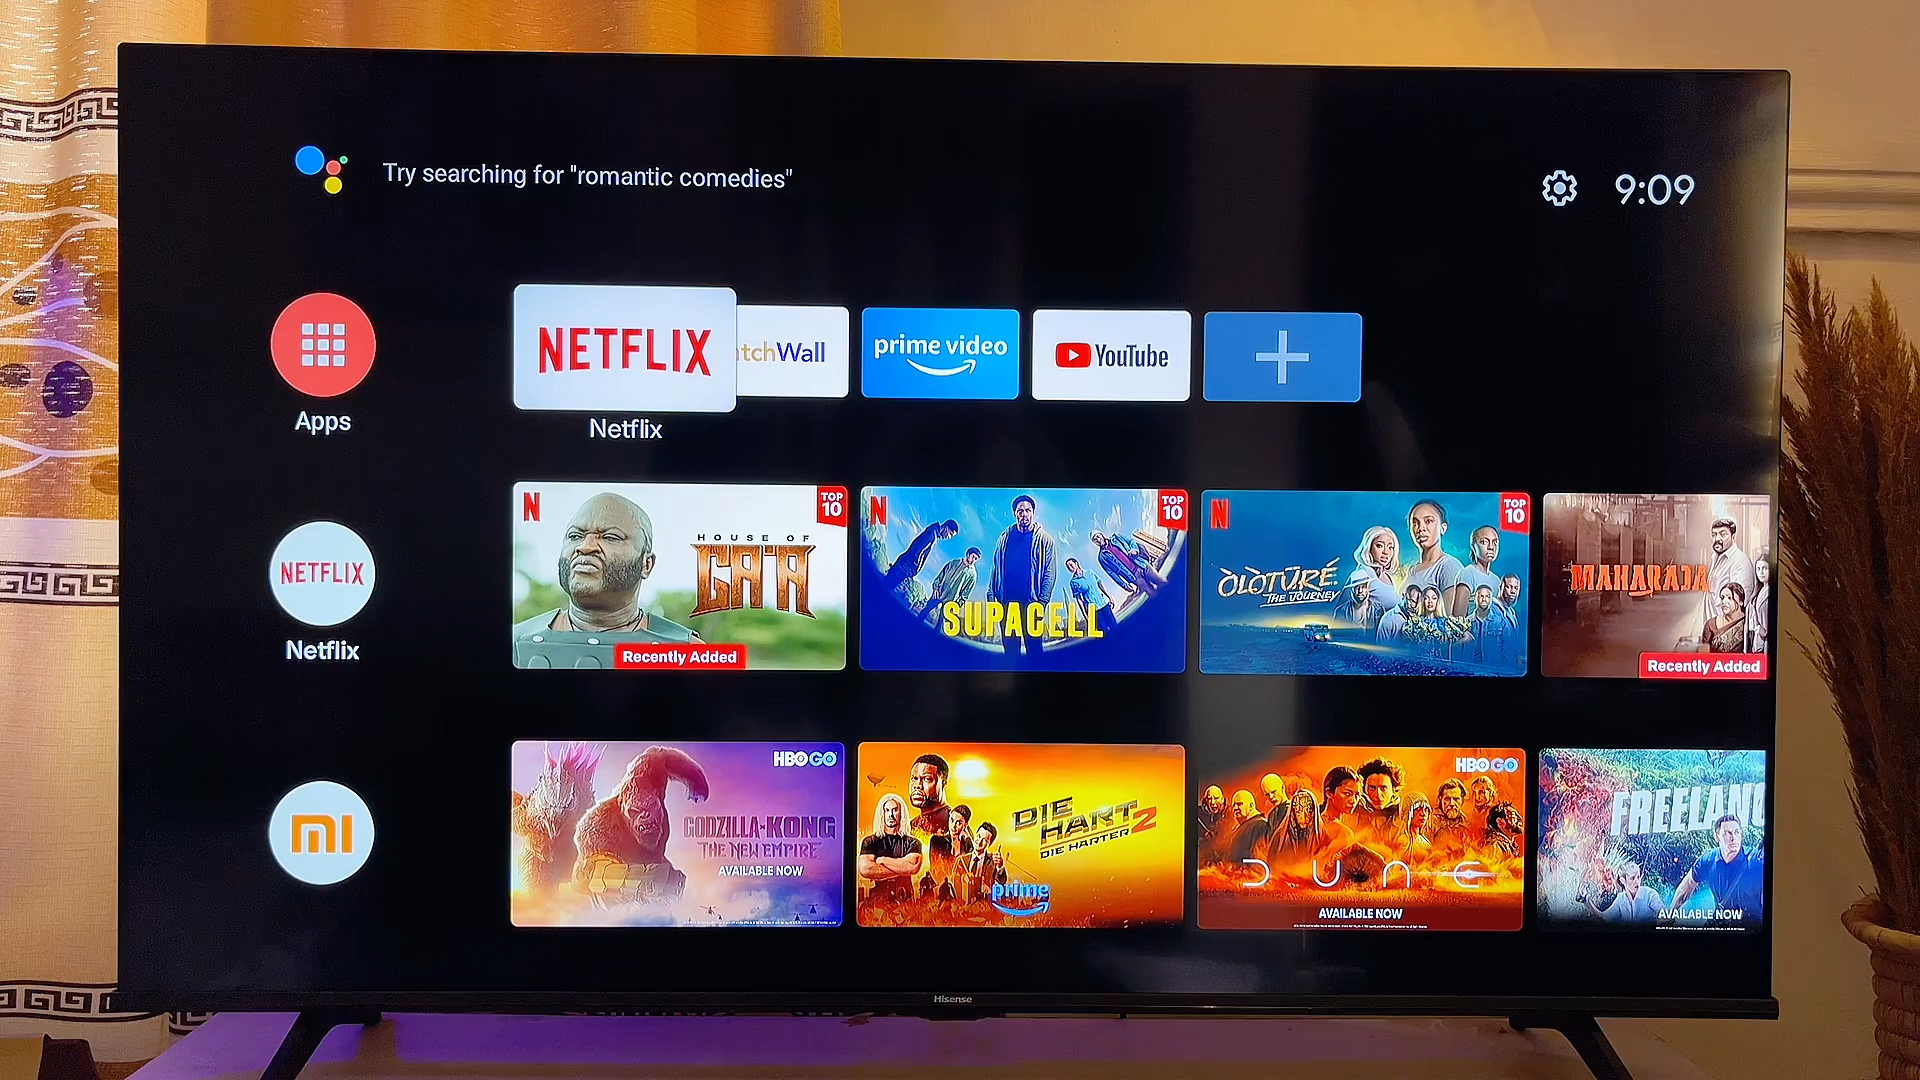 Try searching for "romantic comedies"
9:09
Apps
NETFLIX
tchWall
prime video
YouTube
Netflix
NETFLIX
Netflix
N
TOP
10
HOUSE OF
GA'A
Recently Added
TOP
10
SUPACELL
N
TOP
10
ÒLÒTŪRÉ
THE JOURNEY
MAHARAJA
Recently Added
mi
HBO GO
GODZILLA×KONG
THE NEW EMPIRE
AVAILABLE NOW
DIE
HART 2
DIE HARTER
prime
HBO GO
DUNE
AVAILABLE NOW
FREELANC
AVAILABLE NOW
Hisense